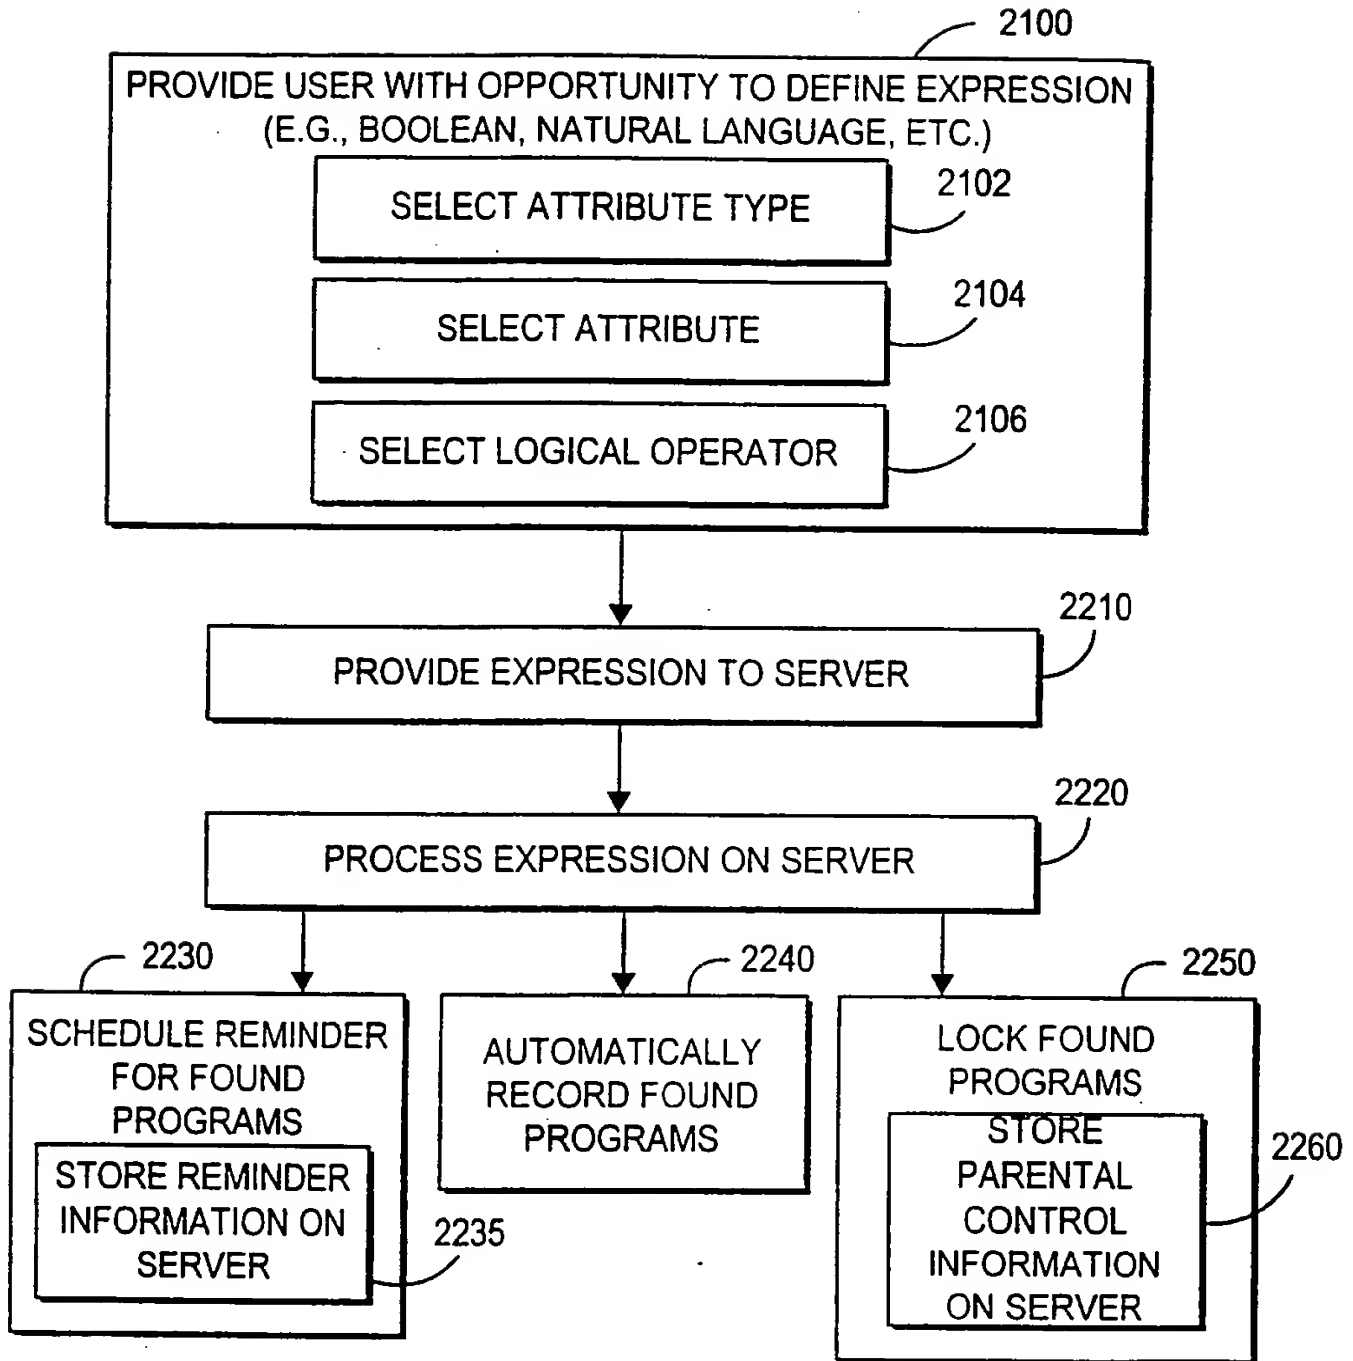 2100
PROVIDE USER WITH OPPORTUNITY TO DEFINE EXPRESSION
(E.G., BOOLEAN, NATURAL LANGUAGE, ETC.)
SELECT ATTRIBUTE TYPE
2102
SELECT ATTRIBUTE
2104
SELECT LOGICAL OPERATOR
2106
PROVIDE EXPRESSION TO SERVER
2210
PROCESS EXPRESSION ON SERVER
2220
2230
SCHEDULE REMINDER
FOR FOUND
PROGRAMS
STORE REMINDER
INFORMATION ON
SERVER
2235
2240
AUTOMATICALLY
RECORD FOUND
PROGRAMS
2250
LOCK FOUND
PROGRAMS
STORE
PARENTAL
CONTROL
INFORMATION
ON SERVER
2260